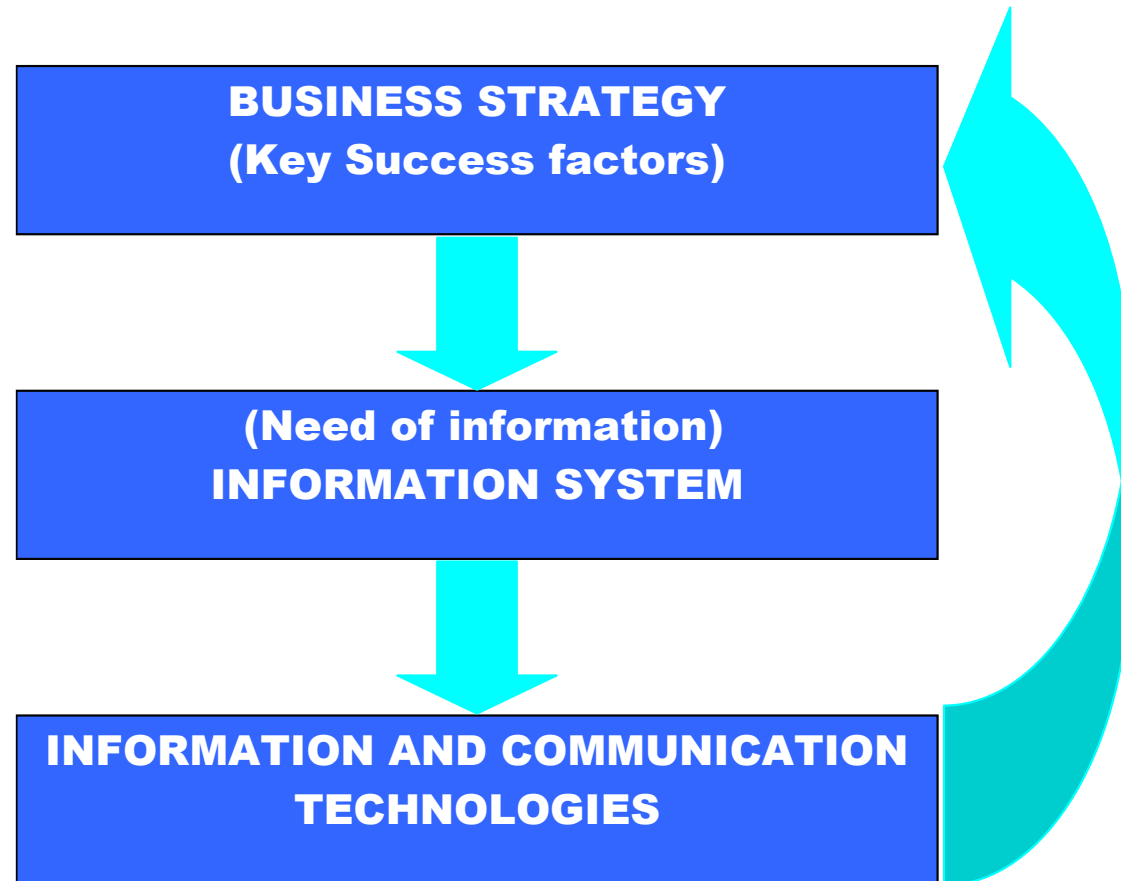 BUSINESS STRATEGY
(Key Success factors)
(Need of information)
INFORMATION SYSTEM
INFORMATION AND COMMUNICATION
TECHNOLOGIES